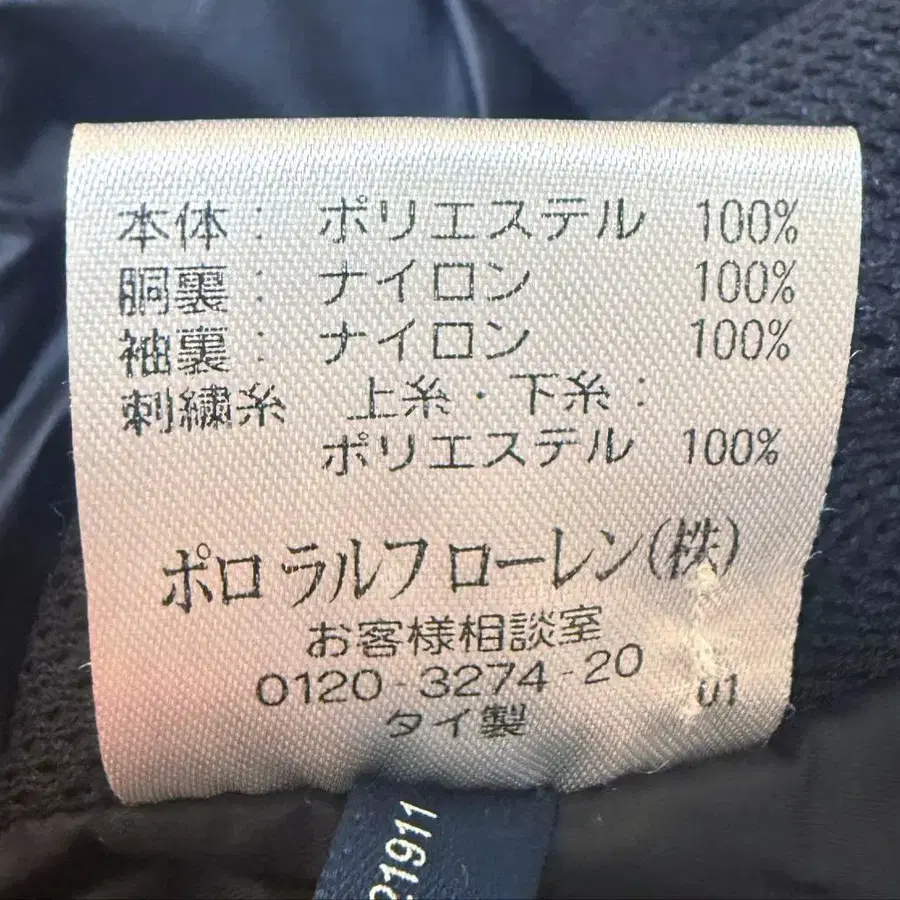 本体: ポリエステル 100%
胴裏: ナイロン 100%
袖裏: ナイロン 100%
刺繍糸 上糸・下糸:
ポリエステル 100%
ポロ ラルフ ローレン(株)
お客様相談室
0120-3274-20
タイ製 01
21911